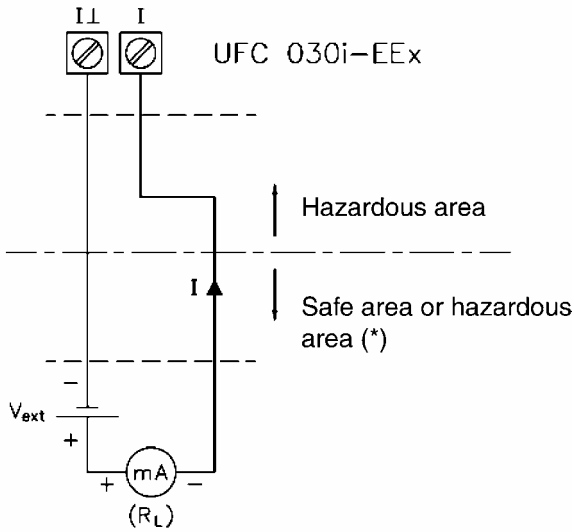 I⊥ I
UFC 030i-EEx
Hazardous area
I
Safe area or hazardous
area (*)
-
Vext
+
+ mA -
(RL)